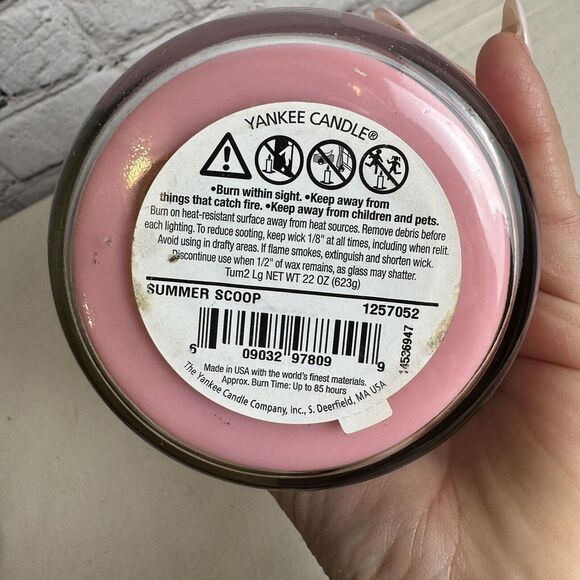 YANKEE CANDLE®
•Burn within sight. •Keep away from
things that catch fire. •Keep away from children and pets.
Burn on heat-resistant surface away from heat sources. Remove debris before
each lighting. To reduce sooting, keep wick 1/8" at all times, including when relit.
Avoid using in drafty areas. If flame smokes, extinguish and shorten wick.
Discontinue use when 1/2" of wax remains, as glass may shatter.
Tum2 Lg NET WT 22 OZ (623g)
SUMMER SCOOP 1257052
6 09032 97809 9
14536947
Made in USA with the world's finest materials.
Approx. Burn Time: Up to 85 hours
The Yankee Candle Company, Inc., S. Deerfield, MA USA